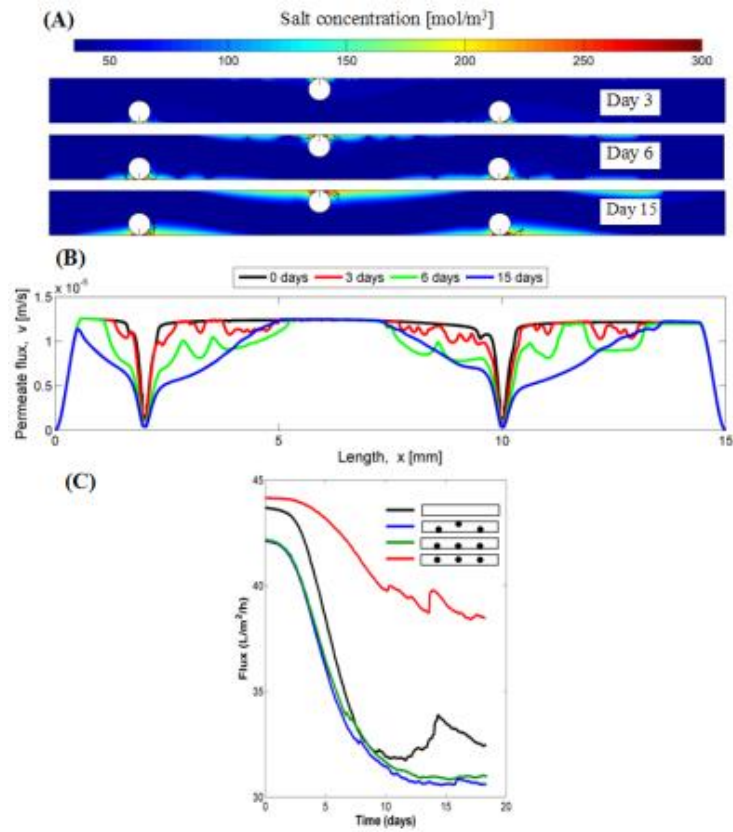 (A)
Salt concentration [mol/m³]
50 100 150 200 250 300
Day 3
Day 6
Day 15
(B)
0 days 3 days 6 days 15 days
x 10⁻⁵
1.5
1
0.5
0
Permeate flux, v [m/s]
0 5 10 15
Length, x [mm]
(C)
45
40
35
30
Flux (L/m²/h)
0 5 10 15 20
Time (days)